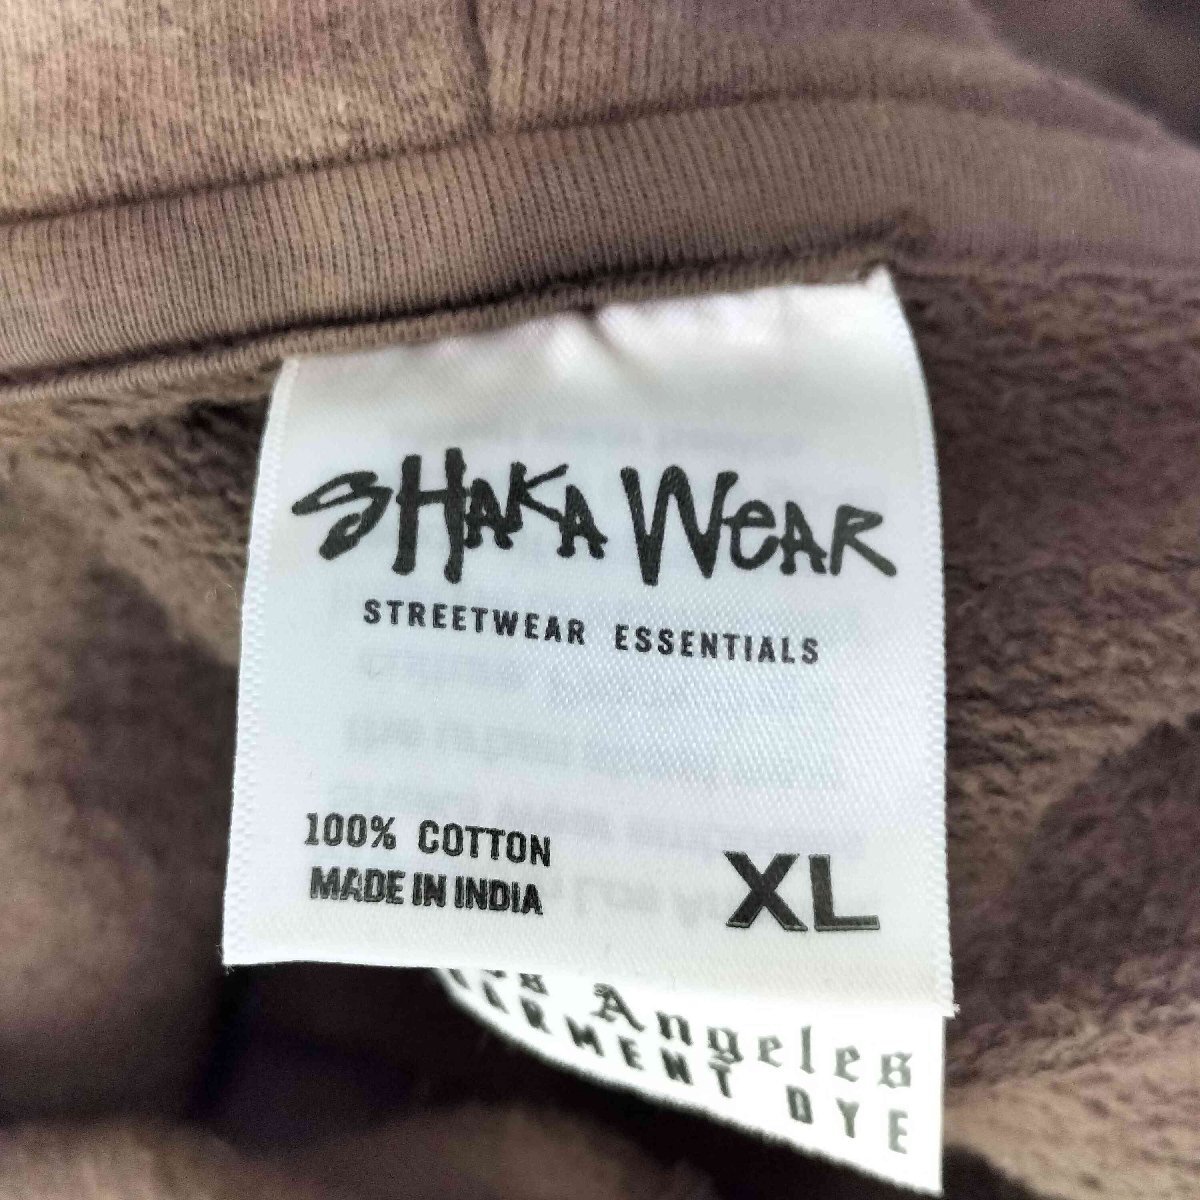 SHAKA WEAR
STREETWEAR ESSENTIALS
100% COTTON
MADE IN INDIA
XL
Angeles
GARMENT DYE